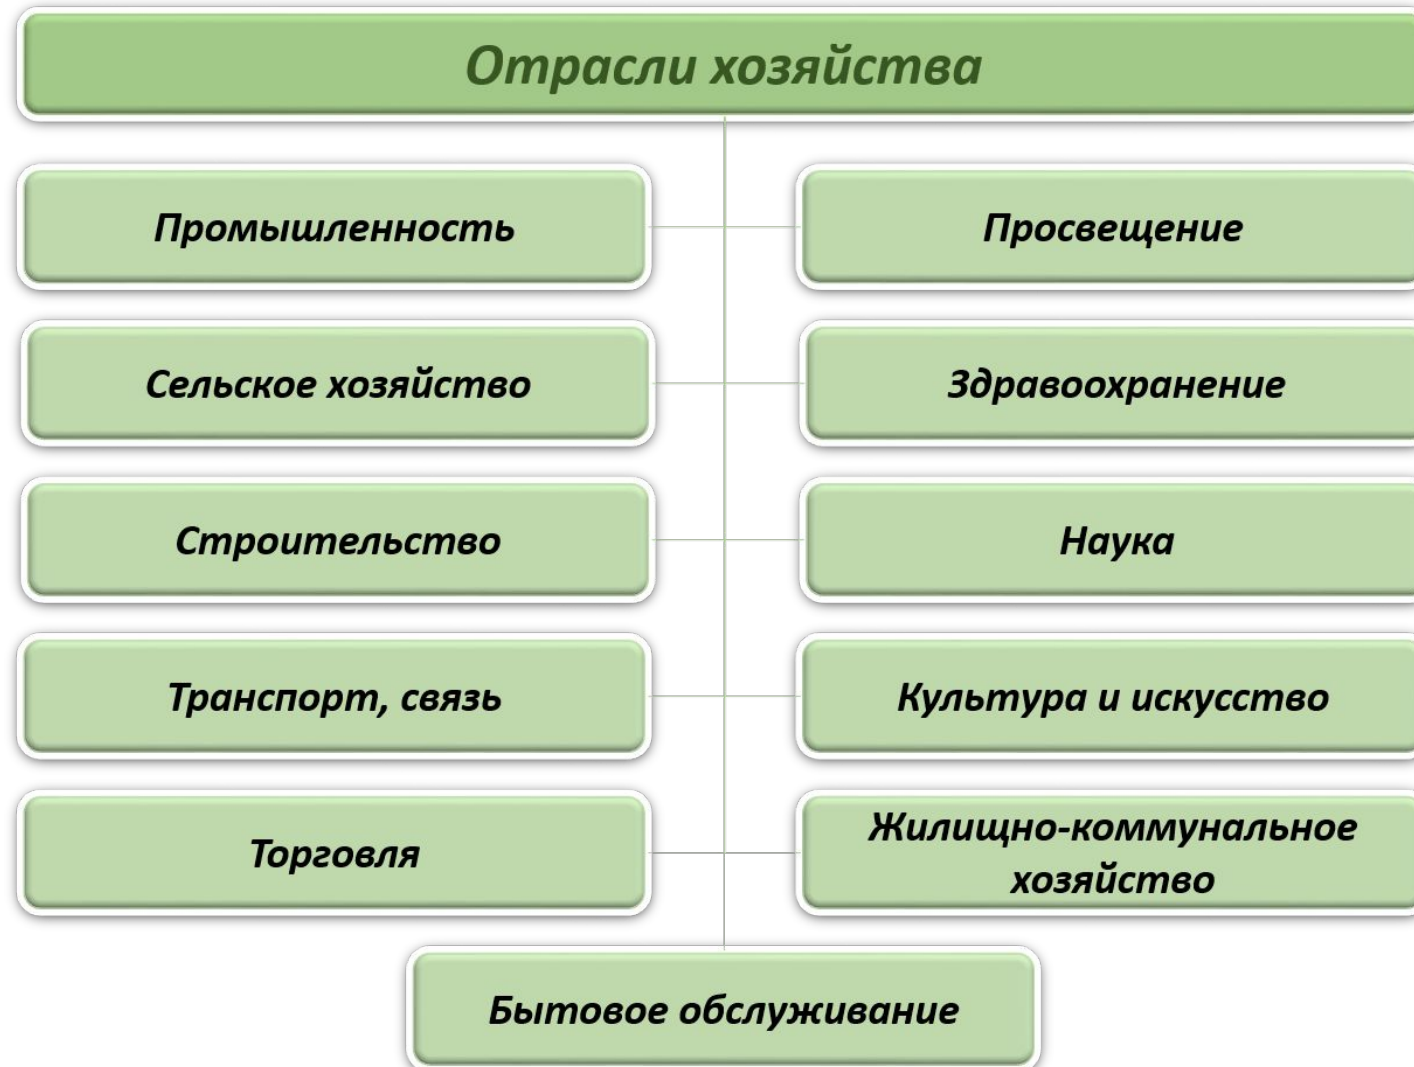 Отрасли хозяйства
Промышленность
Просвещение
Сельское хозяйство
Здравоохранение
Строительство
Наука
Транспорт, связь
Культура и искусство
Торговля
Жилищно-коммунальное
хозяйство
Бытовое обслуживание